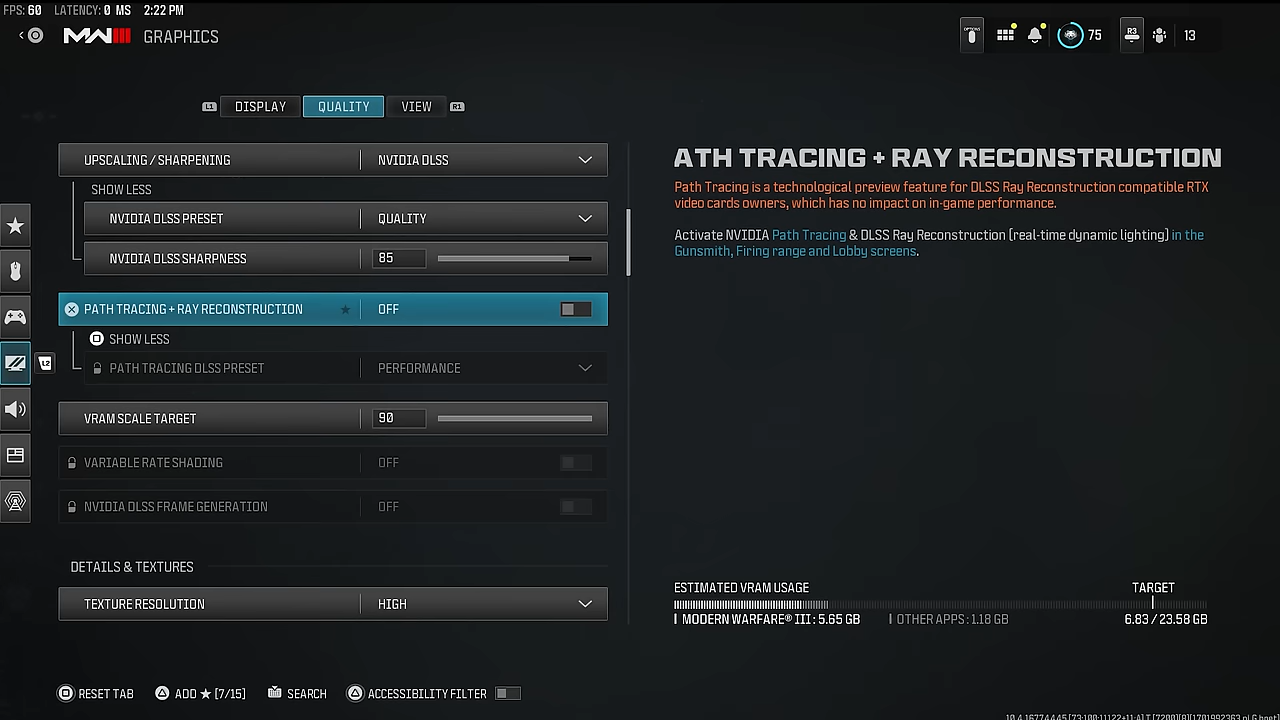 FPS: 60 LATENCY: 0 MS 2:22 PM
MWIII GRAPHICS
OPTIONS 75 R3 13
L1 DISPLAY QUALITY VIEW R1
UPSCALING / SHARPENING NVIDIA DLSS
SHOW LESS
NVIDIA DLSS PRESET QUALITY
NVIDIA DLSS SHARPNESS 85
PATH TRACING + RAY RECONSTRUCTION OFF
SHOW LESS
L2
PATH TRACING DLSS PRESET PERFORMANCE
VRAM SCALE TARGET 90
VARIABLE RATE SHADING OFF
NVIDIA DLSS FRAME GENERATION OFF
DETAILS & TEXTURES
TEXTURE RESOLUTION HIGH
ATH TRACING + RAY RECONSTRUCTION
Path Tracing is a technological preview feature for DLSS Ray Reconstruction compatible RTX
video cards owners, which has no impact on in-game performance.
Activate NVIDIA Path Tracing & DLSS Ray Reconstruction (real-time dynamic lighting) in the
Gunsmith, Firing range and Lobby screens.
ESTIMATED VRAM USAGE TARGET
MODERN WARFARE® III : 5.65 GB OTHER APPS : 1.18 GB 6.83 / 23.58 GB
RESET TAB ADD ★ [7/15] SEARCH ACCESSIBILITY FILTER